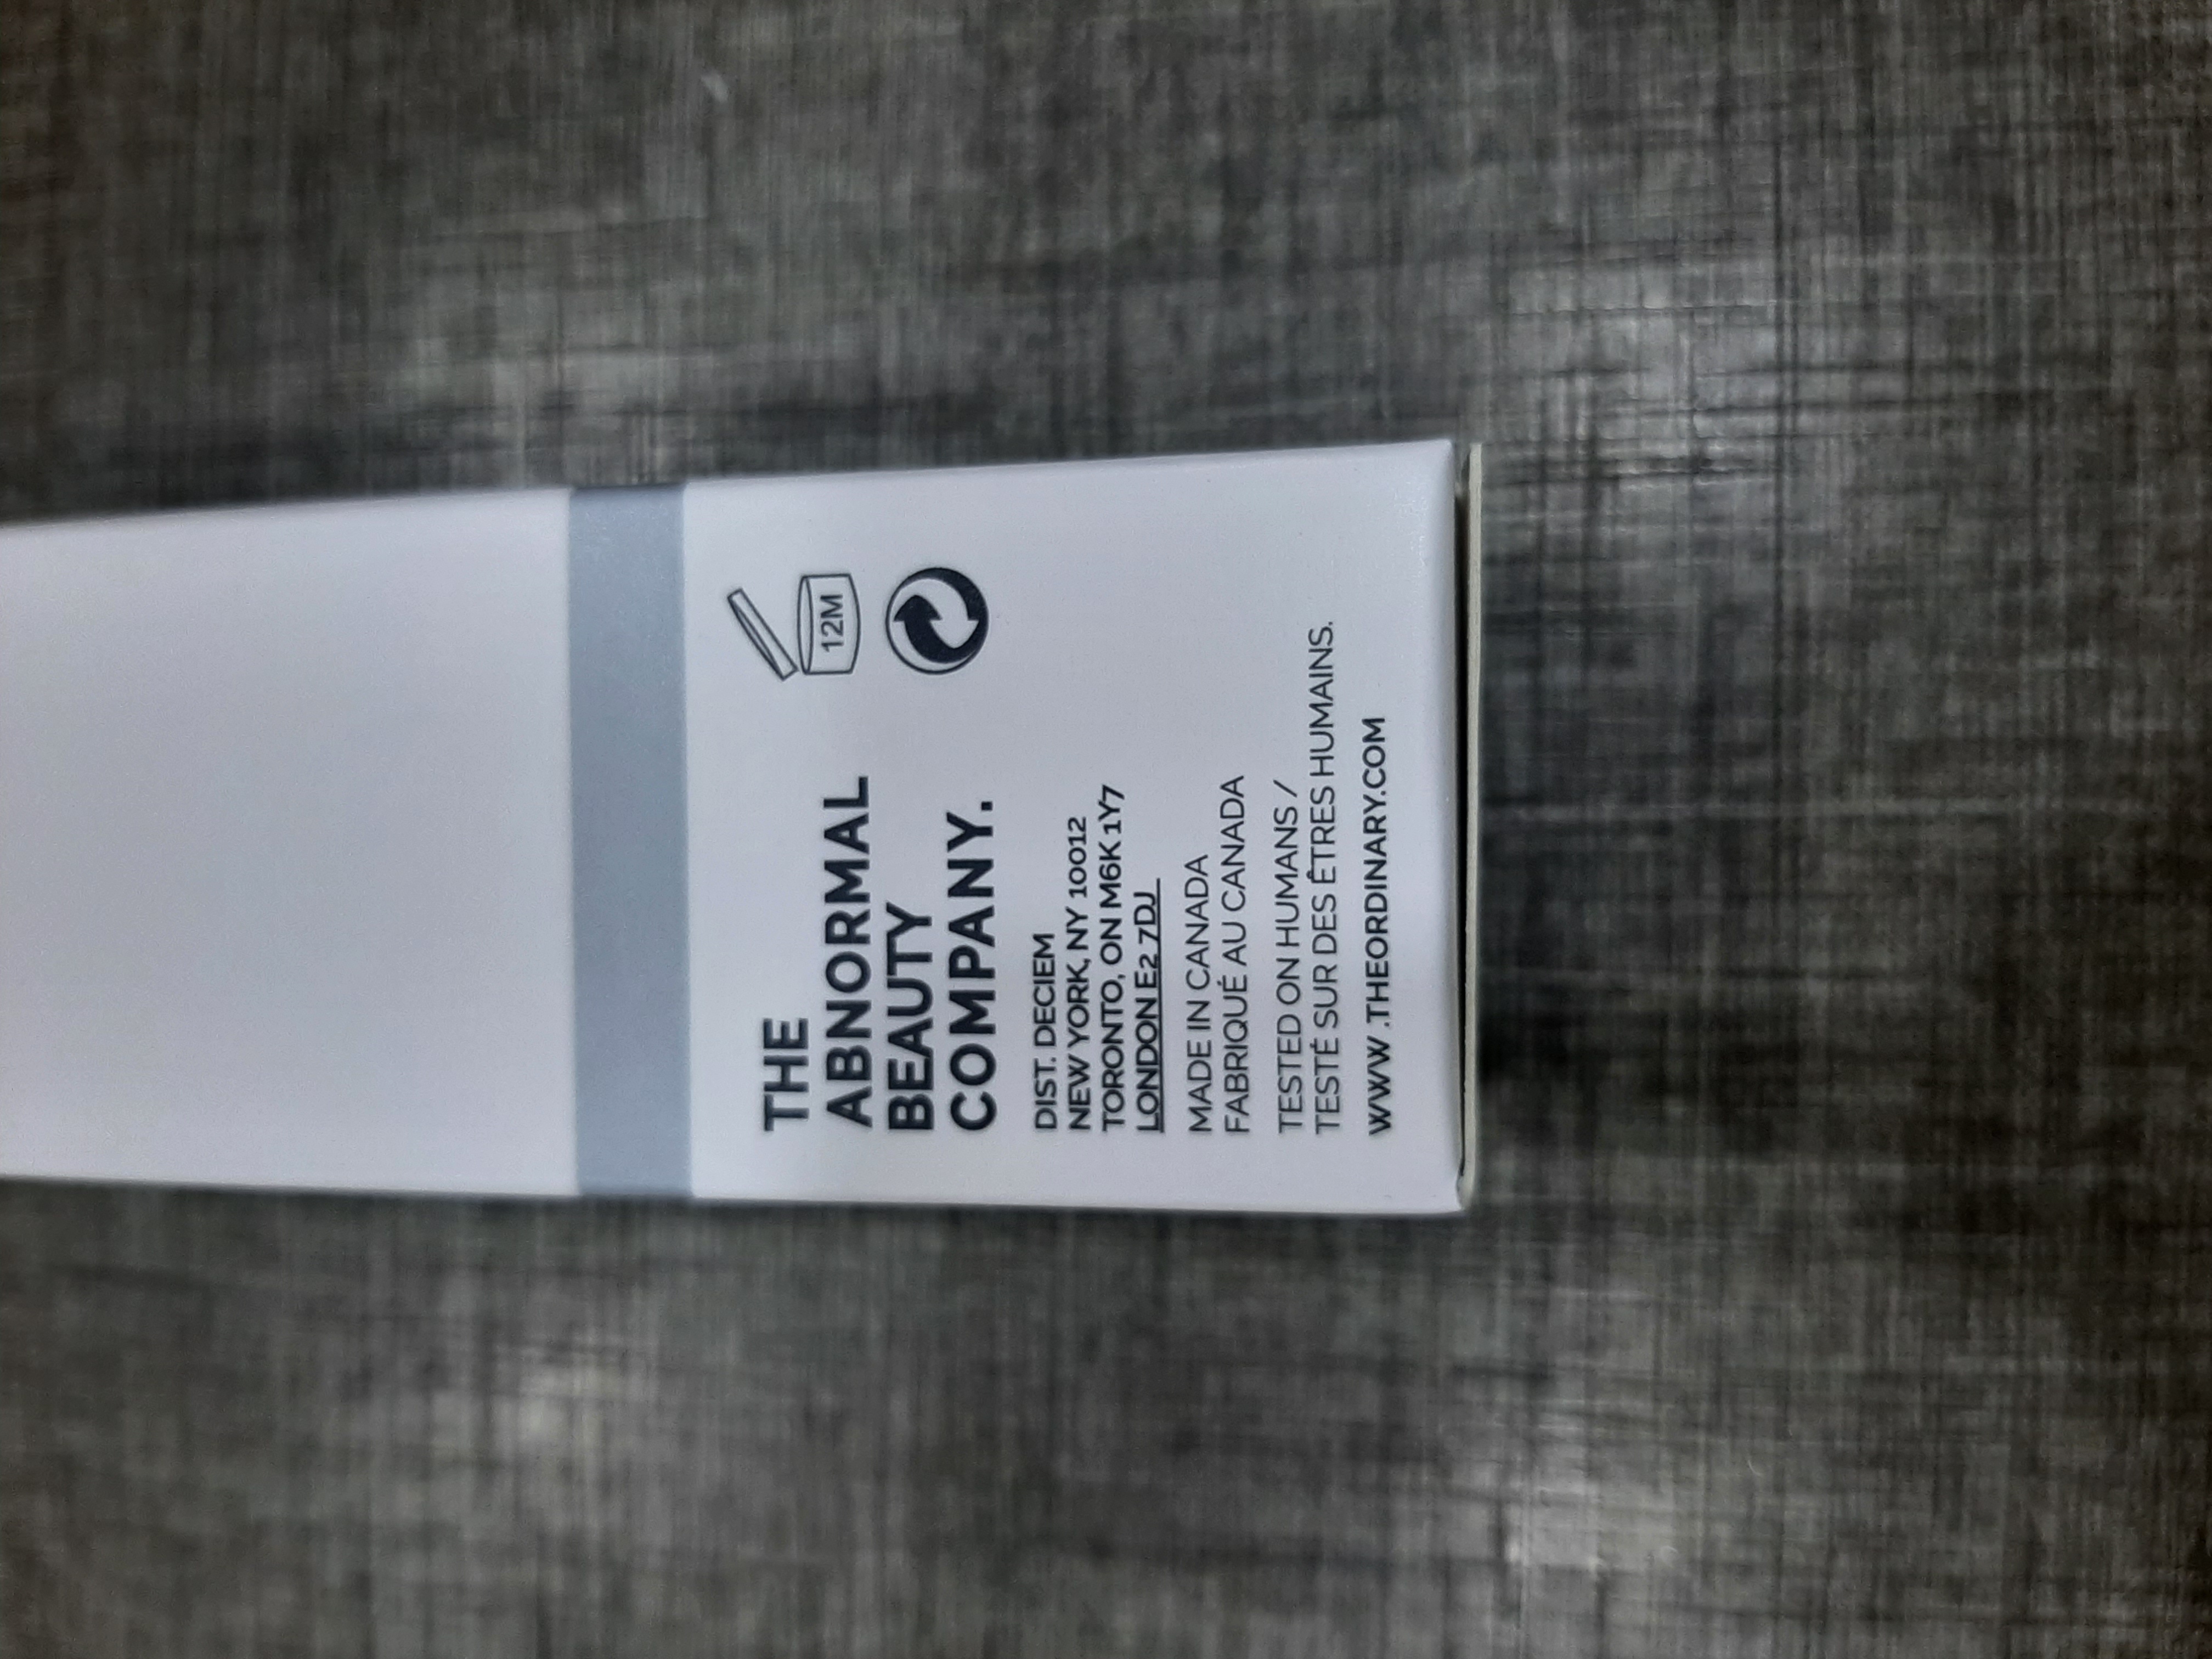 THE
ABNORMAL
BEAUTY
COMPANY.
12M
DIST. DECIEM
NEW YORK, NY 10012
TORONTO, ON M6K 1Y7
LONDON E2 7DJ
MADE IN CANADA
FABRIQUÉ AU CANADA
TESTED ON HUMANS /
TESTÉ SUR DES ÊTRES HUMAINS.
WWW .THEORDINARY.COM